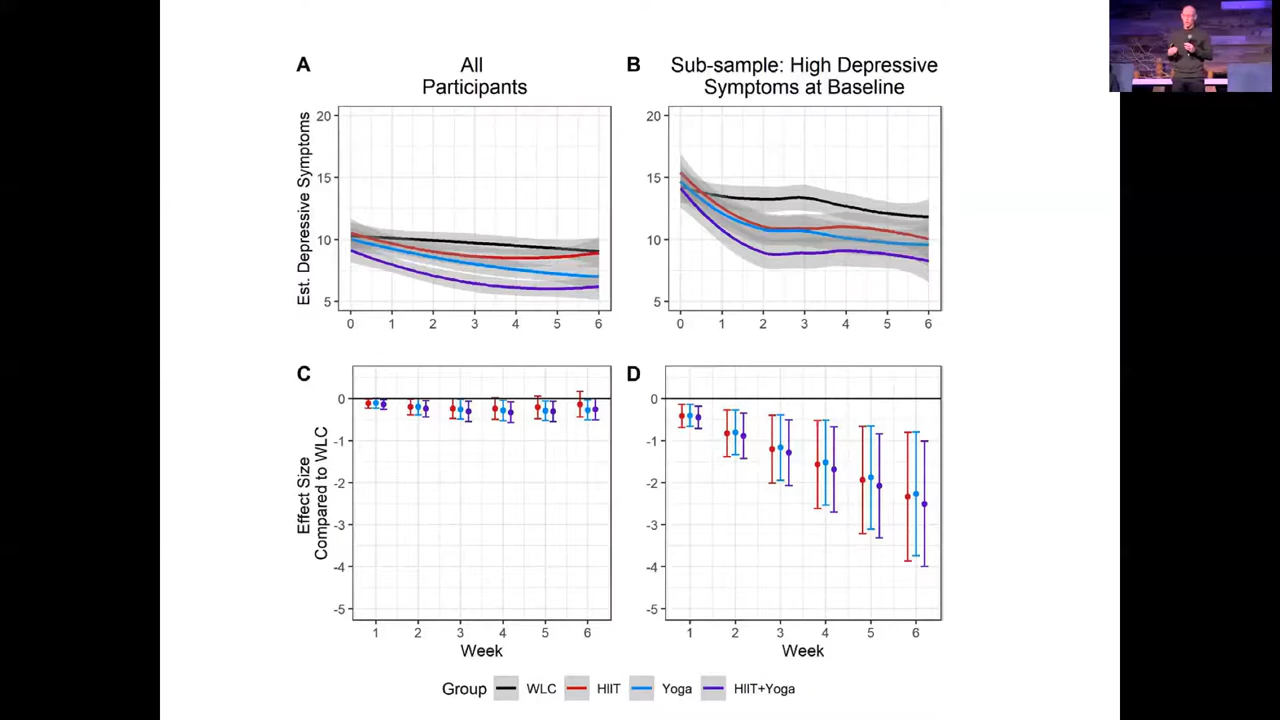 A
All
Participants
B
Sub-sample: High Depressive
Symptoms at Baseline
Est. Depressive Symptoms
20
15
10
5
0 1 2 3 4 5 6
20
15
10
5
0 1 2 3 4 5 6
C
D
Effect Size
Compared to WLC
0
-1
-2
-3
-4
-5
1 2 3 4 5 6
Week
0
-1
-2
-3
-4
-5
1 2 3 4 5 6
Week
Group WLC HIIT Yoga HIIT+Yoga